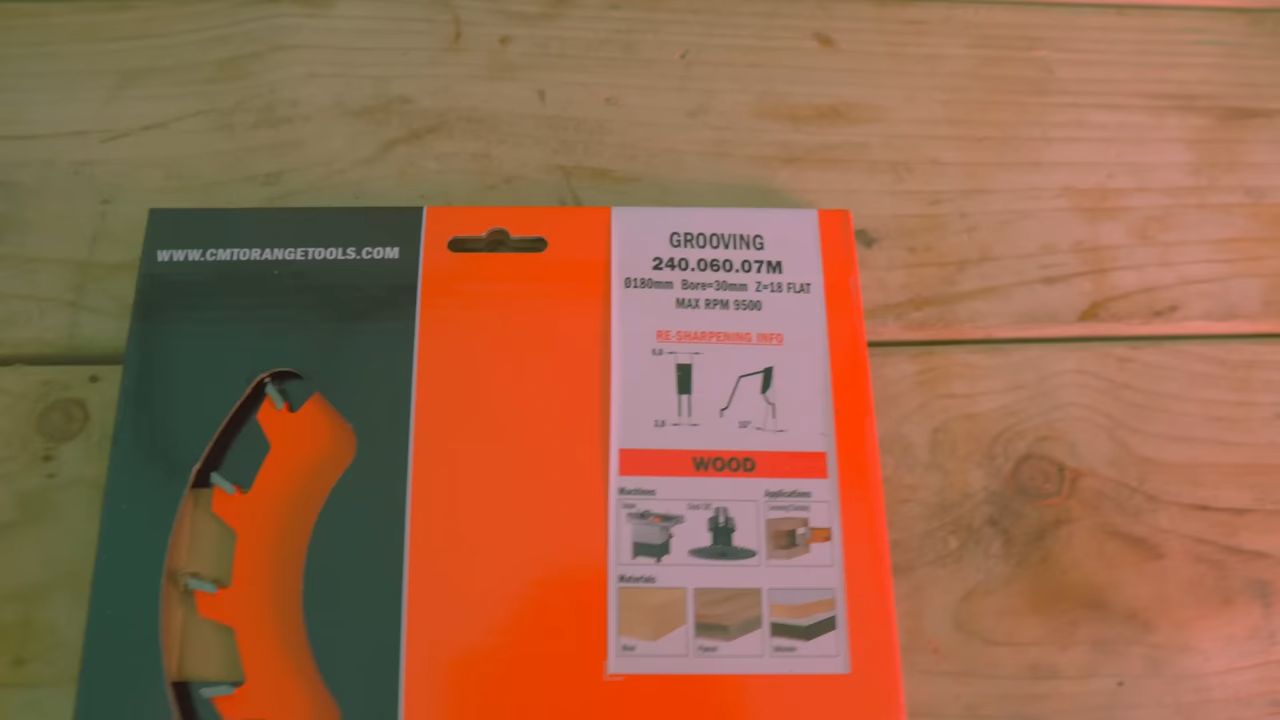 WWW.CMTORANGETOOLS.COM
GROOVING
240.060.07M
Ø180mm Bore=30mm Z=18 FLAT
MAX RPM 9500
RE-SHARPENING INFO
WOOD
Machines
Applications
Materials